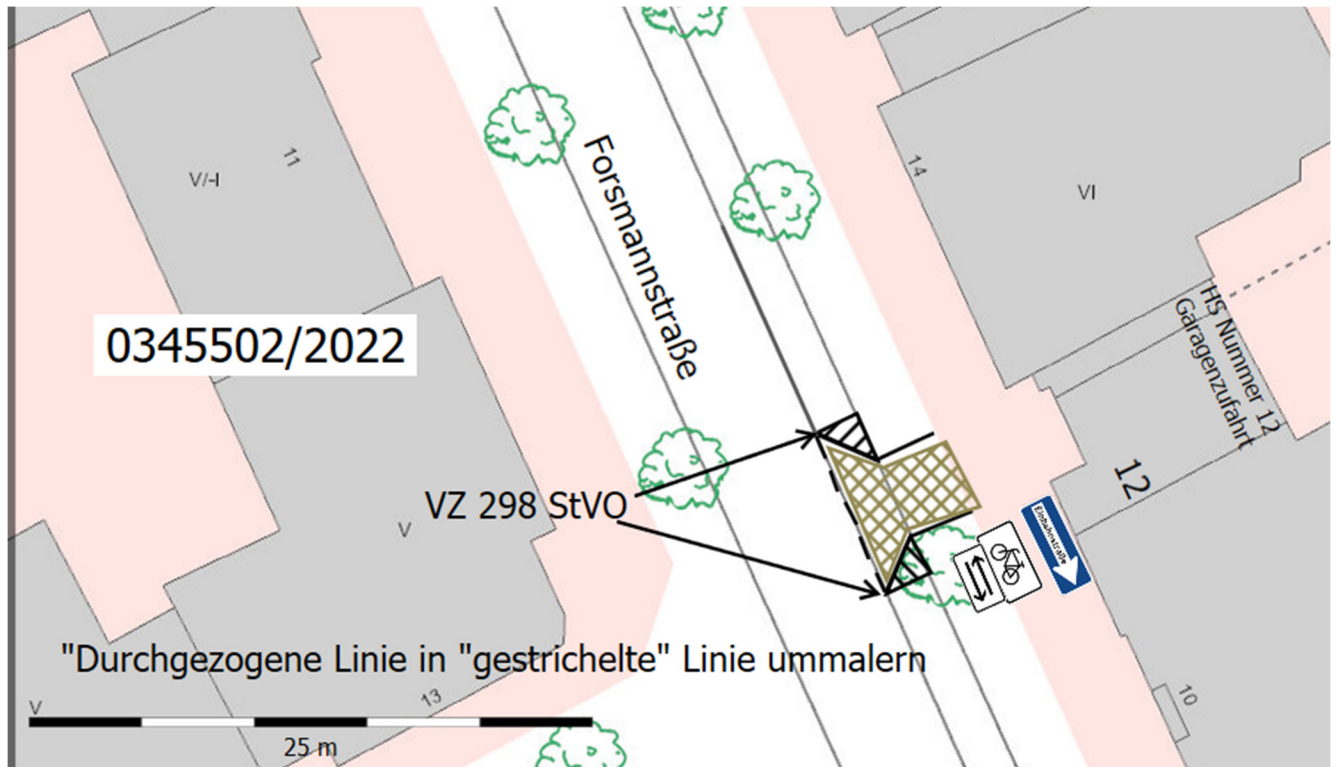 11
V/-I
Forsmannstraße
14
VI
0345502/2022
HS Nummer 12
Garagenzufahrt
12
VZ 298 StVO
V
Einbahnstraße
"Durchgezogene Linie in "gestrichelte" Linie ummalern
13
10
V
25 m